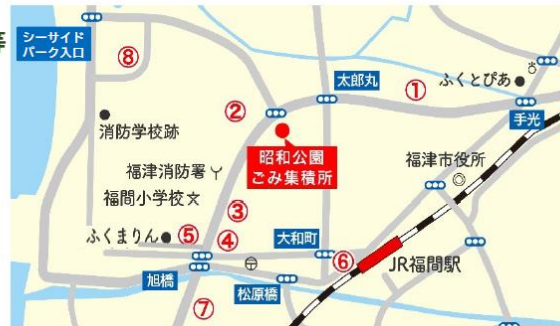 等
シーサイド
パーク入口
⑧
太郎丸
①
ふくとぴあ
手光
②
消防学校跡
昭和公園
ごみ集積所
福津消防署
福間小学校
福津市役所
③
ふくまりん
⑤
④
大和町
⑥
JR福間駅
旭橋
松原橋
⑦